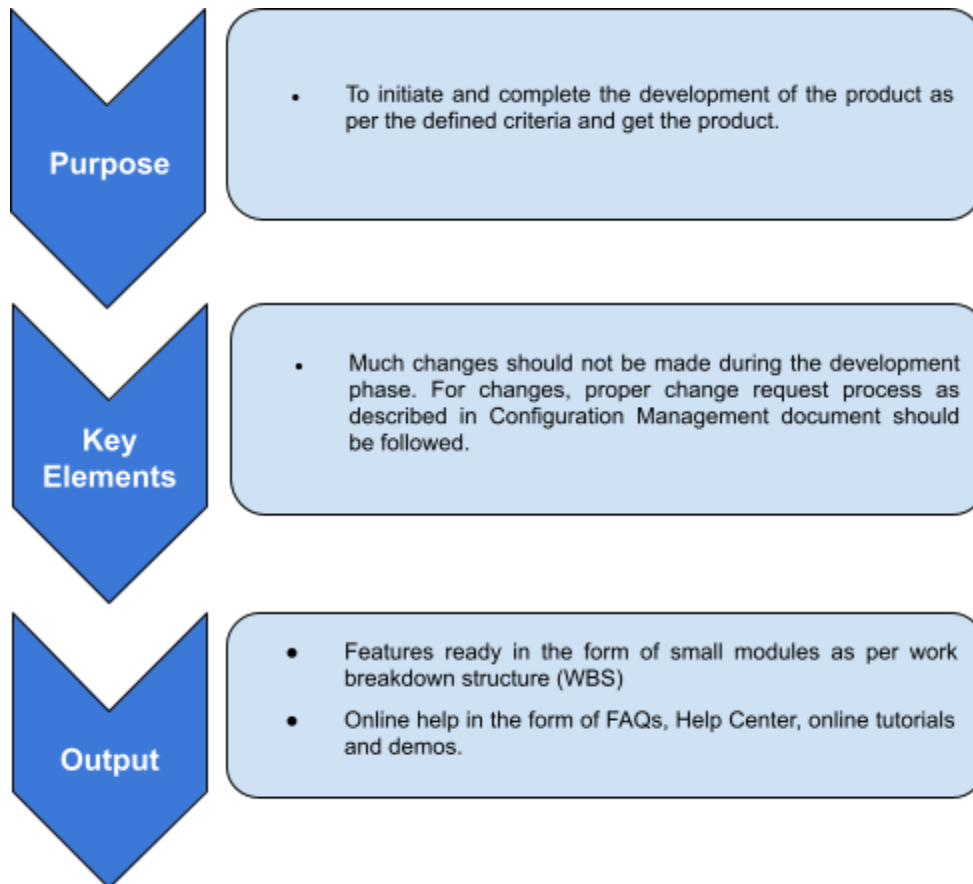 Purpose
• To initiate and complete the development of the product as
per the defined criteria and get the product.
Key
Elements
• Much changes should not be made during the development
phase. For changes, proper change request process as
described in Configuration Management document should
be followed.
Output
● Features ready in the form of small modules as per work
breakdown structure (WBS)
● Online help in the form of FAQs, Help Center, online tutorials
and demos.